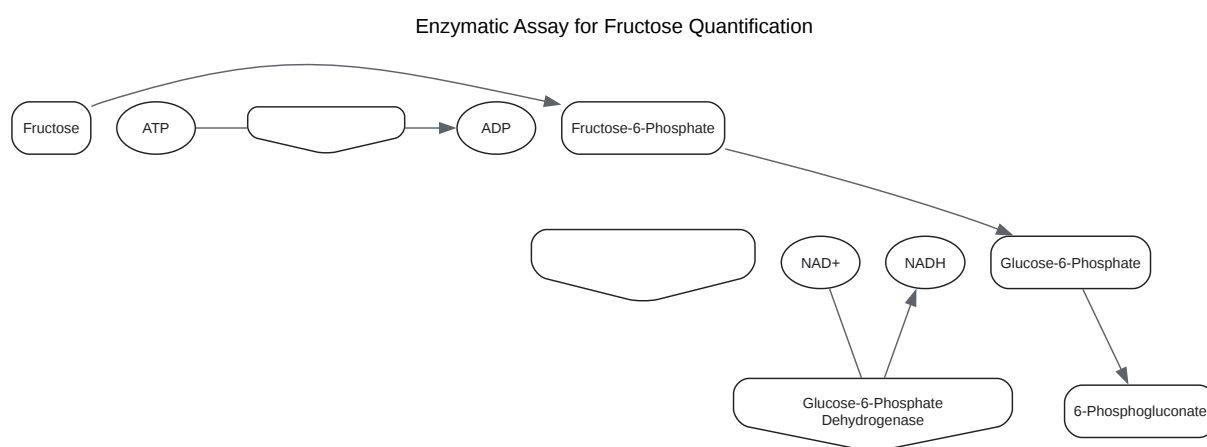 Enzymatic Assay for Fructose Quantification
Fructose
ATP
ADP
Fructose-6-Phosphate
NAD+
NADH
Glucose-6-Phosphate
Glucose-6-Phosphate
Dehydrogenase
6-Phosphogluconate